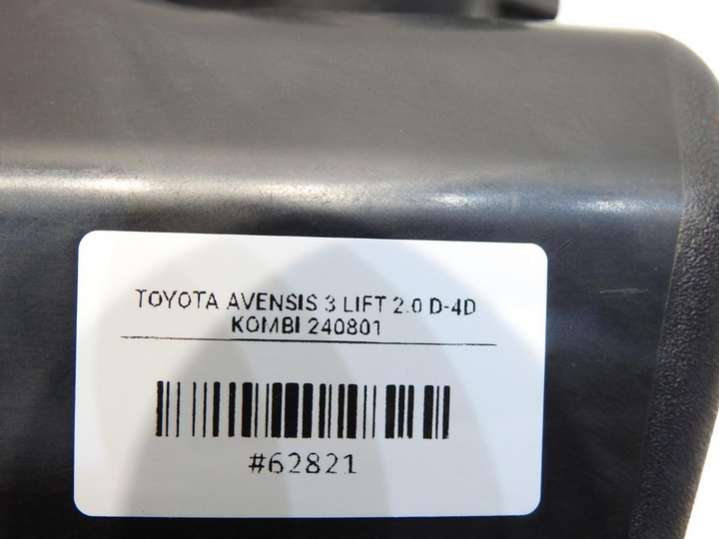 TOYOTA AVENSIS 3 LIFT 2.0 D-4D
KOMBI 240801
#62821